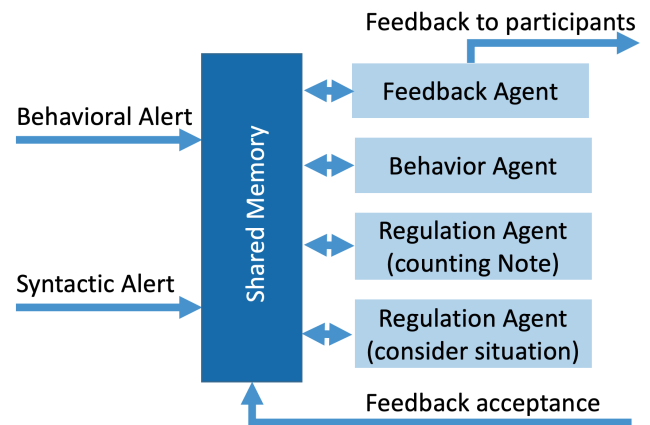 Feedback to participants
Feedback Agent
Behavioral Alert
Behavior Agent
Shared Memory
Regulation Agent
(counting Note)
Syntactic Alert
Regulation Agent
(consider situation)
Feedback acceptance